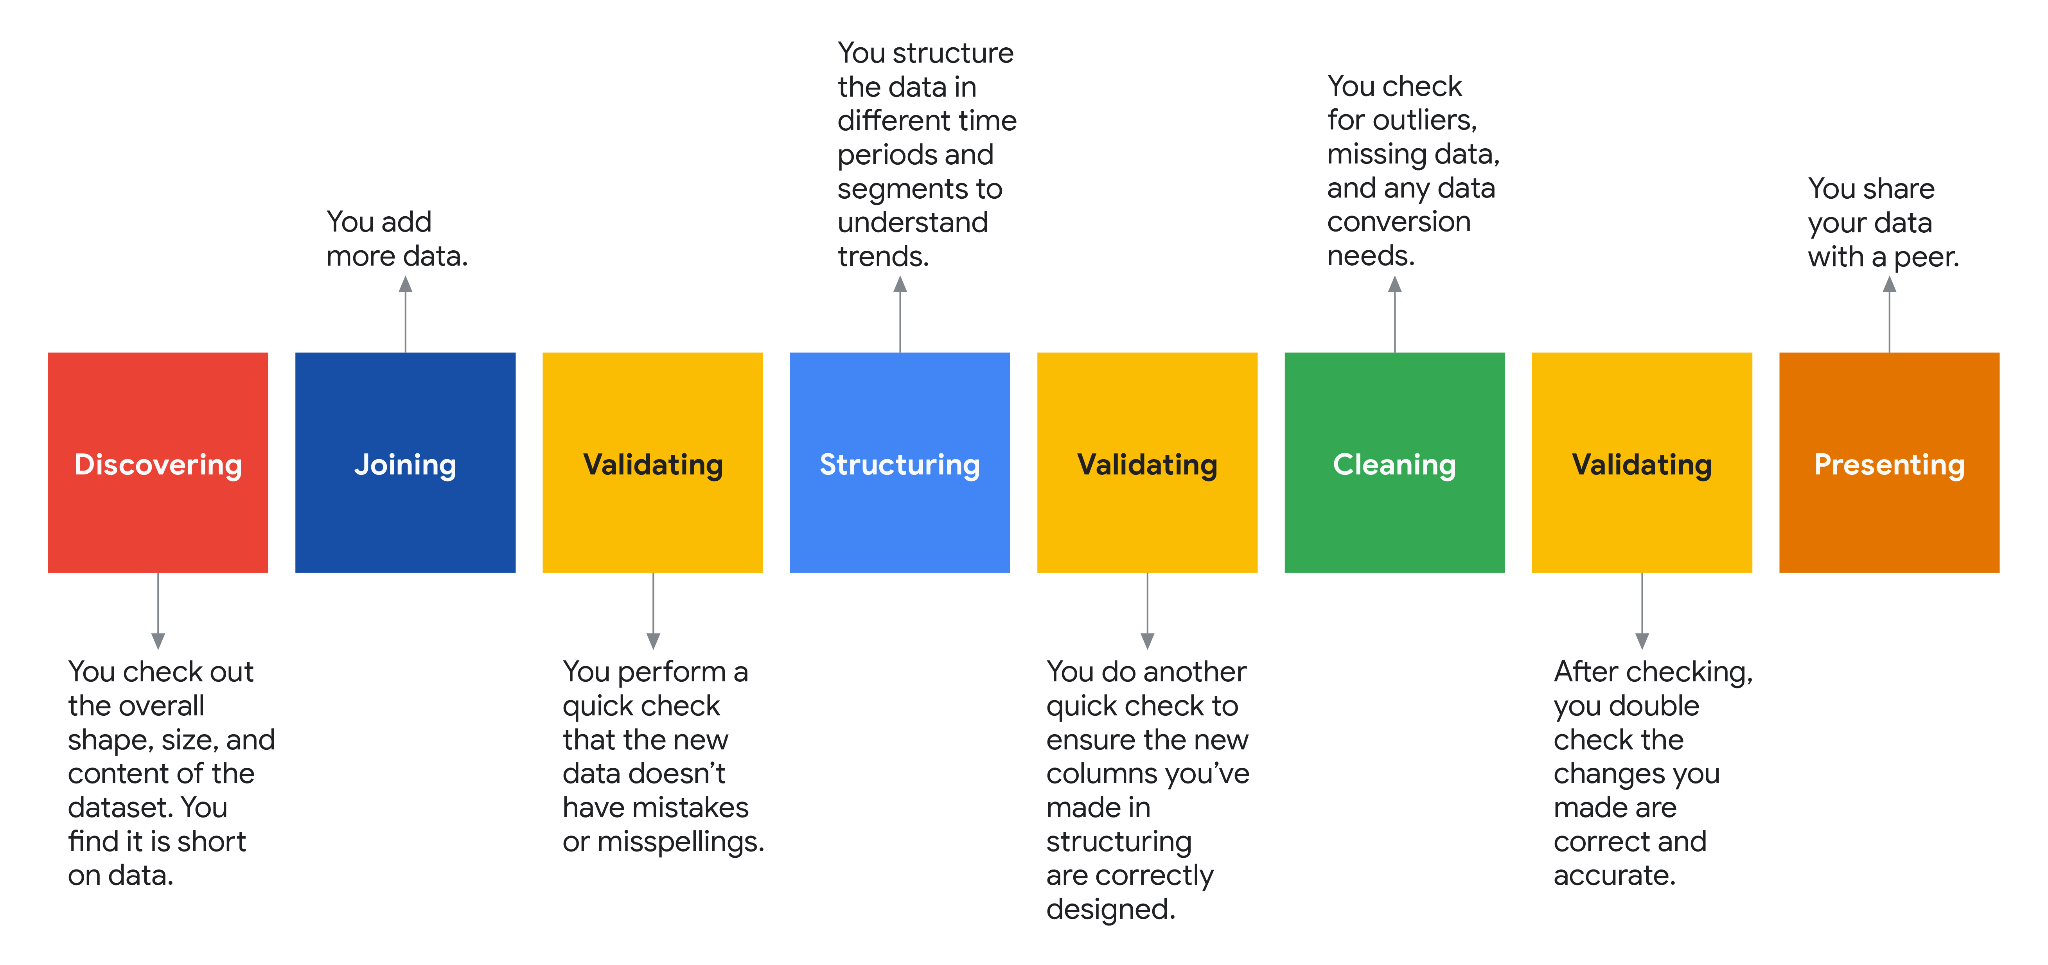 You structure
the data in
different time
periods and
segments to
understand
trends.
You check
for outliers,
missing data,
and any data
conversion
needs.
You add
more data.
You share
your data
with a peer.
Discovering
Joining
Validating
Structuring
Validating
Cleaning
Validating
Presenting
You check out
the overall
shape, size, and
content of the
dataset. You
find it is short
on data.
You perform a
quick check
that the new
data doesn’t
have mistakes
or misspellings.
You do another
quick check to
ensure the new
columns you’ve
made in
structuring
are correctly
designed.
After checking,
you double
check the
changes you
made are
correct and
accurate.